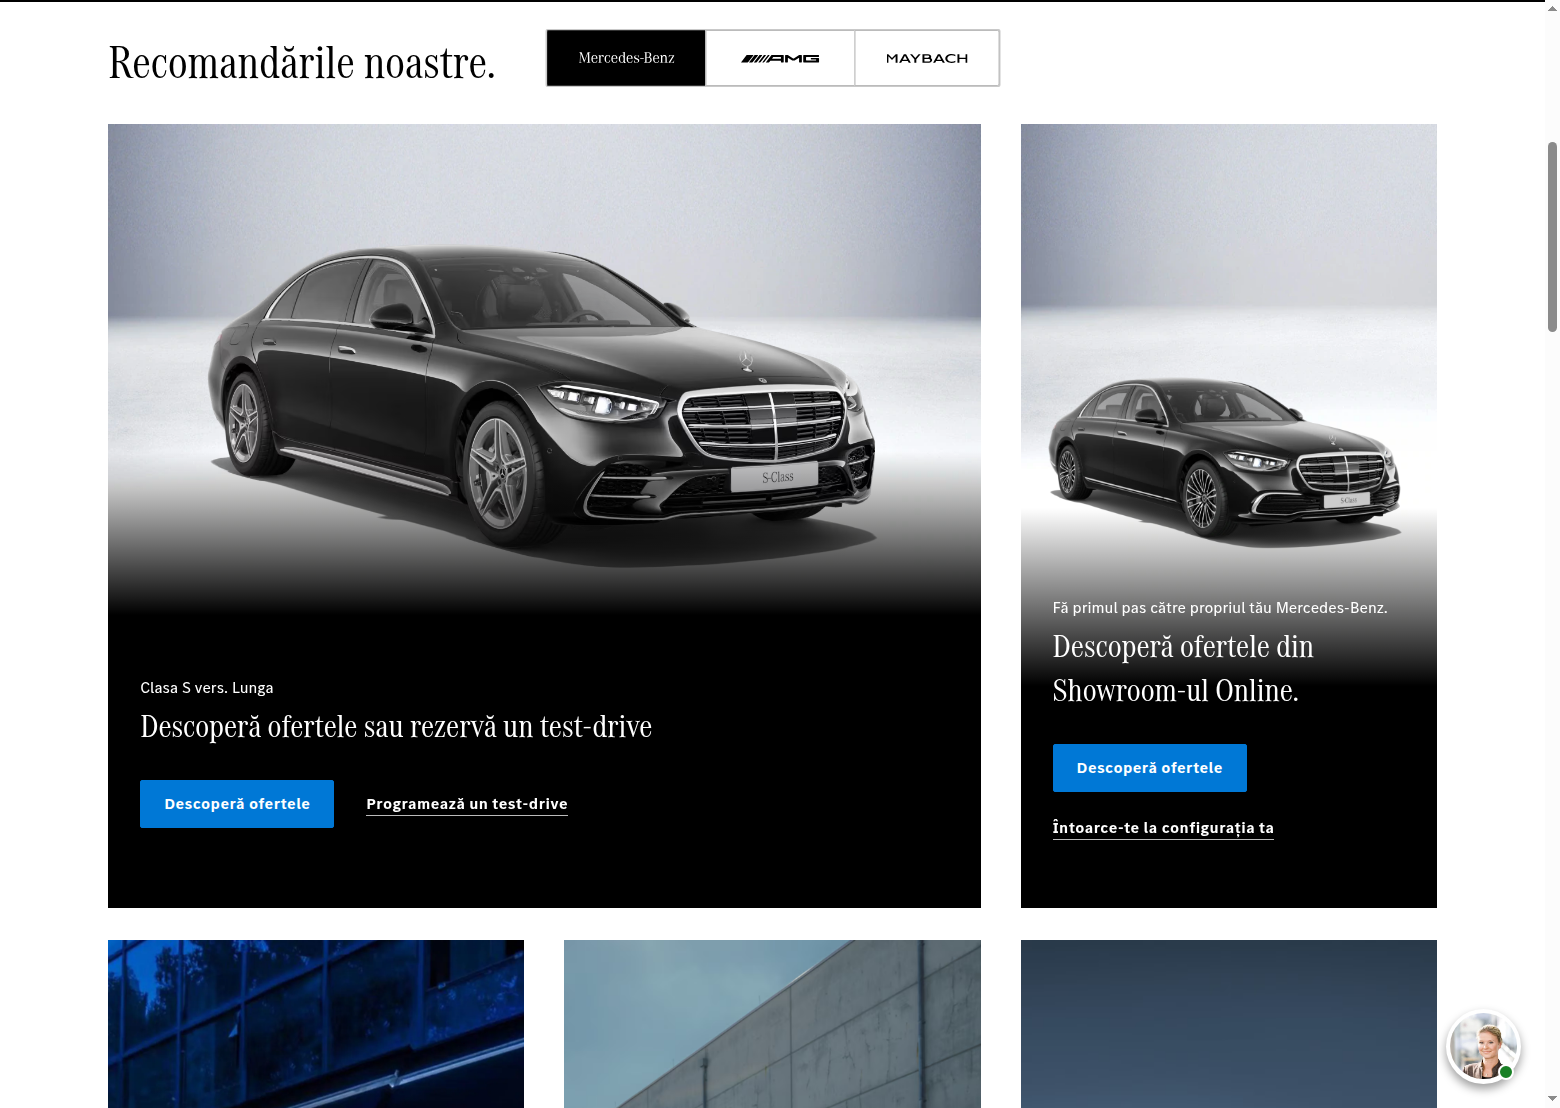 Recomandările noastre.
Mercedes-Benz
AMG
MAYBACH
S-Class
S-Class
Clasa S vers. Lunga
Descoperă ofertele sau rezervă un test-drive
Descoperă ofertele
Programează un test-drive
Fă primul pas către propriul tău Mercedes-Benz.
Descoperă ofertele din
Showroom-ul Online.
Descoperă ofertele
Întoarce-te la configurația ta